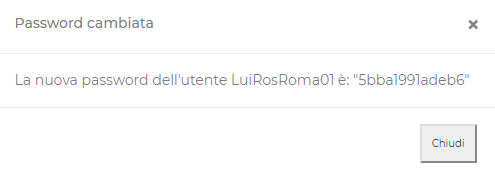 Password cambiata
×
La nuova password dell'utente LuiRosRoma01 è: "5bba1991adeb6"
Chiudi